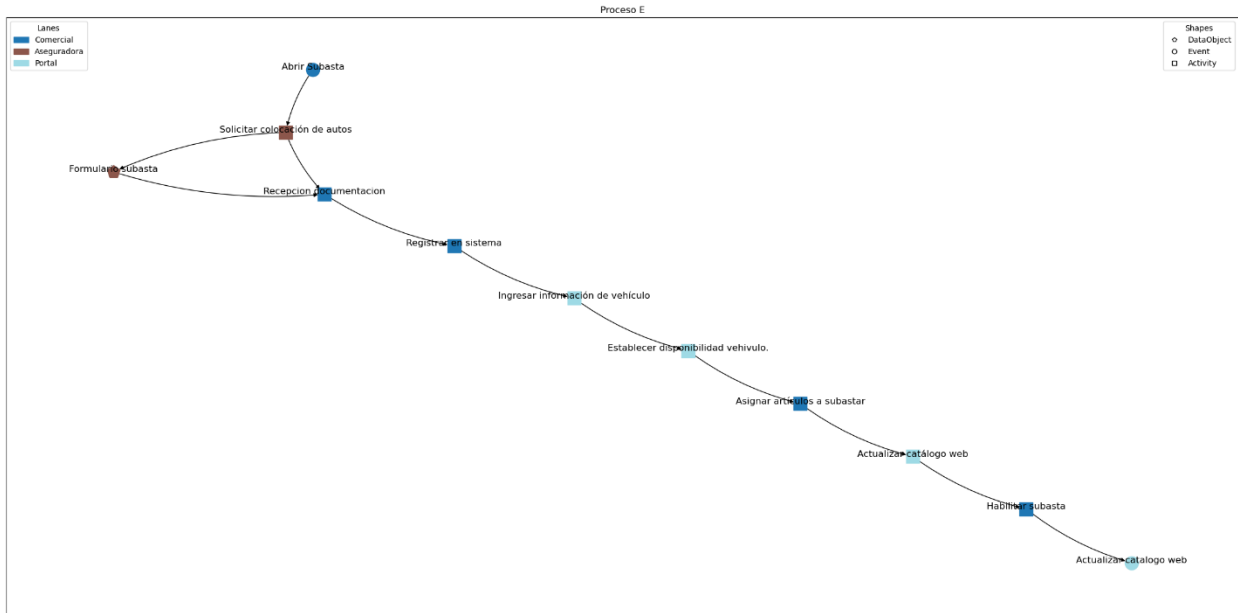 Proceso E
Lanes
Comercial
Aseguradora
Portal
Shapes
DataObject
Event
Activity
Abrir Subasta
Solicitar colocación de autos
Formulario subasta
Recepcion documentacion
Registrar en sistema
Ingresar información de vehículo
Establecer disponibilidad vehivulo.
Asignar artículos a subastar
Actualizar catálogo web
Habilitar subasta
Actualizar catalogo web